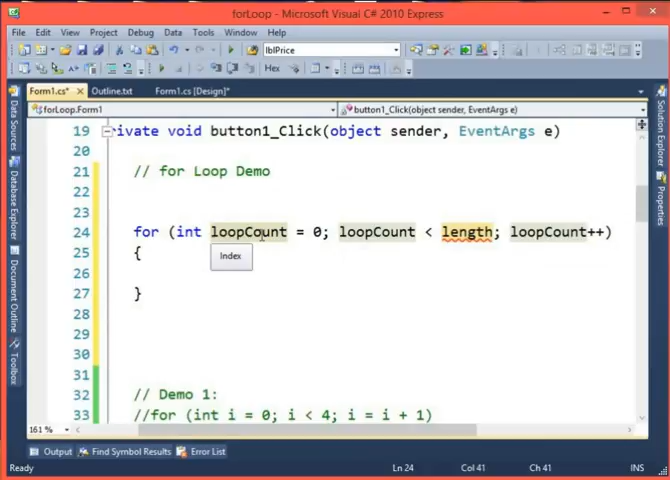 forLoop - Microsoft Visual C# 2010 Express
File Edit View Project Debug Data Tools Window Help
lblPrice
Form1.cs* Outline.txt Form1.cs [Design]*
forLoop.Form1 button1_Click(object sender, EventArgs e)
Data Sources
Database Explorer
Document Outline
Toolbox
Solution Explorer
Properties
19 rivate void button1_Click(object sender, EventArgs e)
20
21 // for Loop Demo
22
23
24 for (int loopCount = 0; loopCount < length; loopCount++)
25 {
Index
26
27 }
28
29
30
31
32 // Demo 1:
33 //for (int i = 0; i < 4; i = i + 1)
161 %
Output Find Symbol Results Error List
Ready Ln 24 Col 41 Ch 41 INS